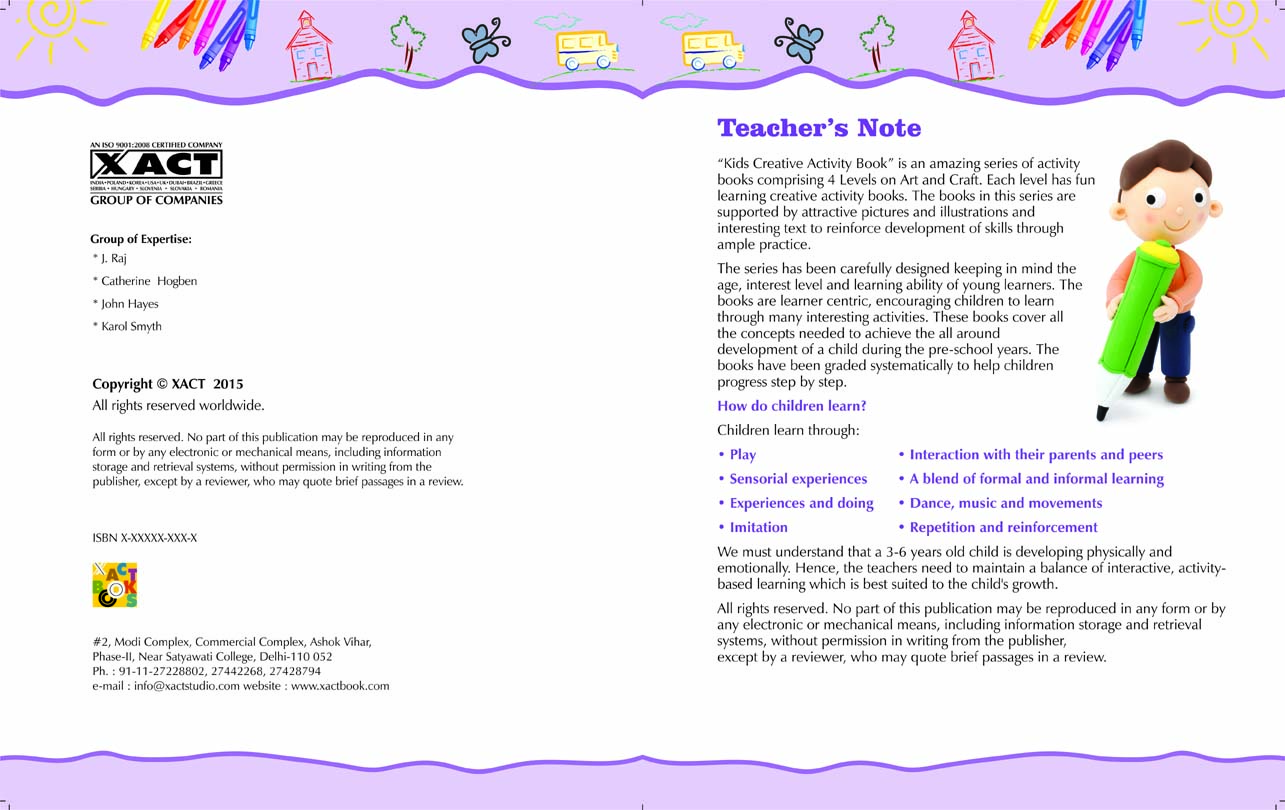 AN ISO 9001:2008 CERTIFIED COMPANY
XACT
INDIA•POLAND•KOREA•USA•UK•DUBAI•BRAZIL•GREECE
SERBIA • HUNGARY • SLOVENIA • SLOVAKIA • ROMANIA
GROUP OF COMPANIES
Group of Expertise:
* J. Raj
* Catherine Hogben
* John Hayes
* Karol Smyth
Copyright © XACT 2015
All rights reserved worldwide.
All rights reserved. No part of this publication may be reproduced in any
form or by any electronic or mechanical means, including information
storage and retrieval systems, without permission in writing from the
publisher, except by a reviewer, who may quote brief passages in a review.
ISBN X-XXXXX-XXX-X
XACT
BOOKS
#2, Modi Complex, Commercial Complex, Ashok Vihar,
Phase-II, Near Satyawati College, Delhi-110 052
Ph. : 91-11-27228802, 27442268, 27428794
e-mail : info@xactstudio.com website : www.xactbook.com
Teacher's Note
“Kids Creative Activity Book” is an amazing series of activity
books comprising 4 Levels on Art and Craft. Each level has fun
learning creative activity books. The books in this series are
supported by attractive pictures and illustrations and
interesting text to reinforce development of skills through
ample practice.
The series has been carefully designed keeping in mind the
age, interest level and learning ability of young learners. The
books are learner centric, encouraging children to learn
through many interesting activities. These books cover all
the concepts needed to achieve the all around
development of a child during the pre-school years. The
books have been graded systematically to help children
progress step by step.
How do children learn?
Children learn through:
• Play
• Sensorial experiences
• Experiences and doing
• Imitation
• Interaction with their parents and peers
• A blend of formal and informal learning
• Dance, music and movements
• Repetition and reinforcement
We must understand that a 3-6 years old child is developing physically and
emotionally. Hence, the teachers need to maintain a balance of interactive, activity-
based learning which is best suited to the child's growth.
All rights reserved. No part of this publication may be reproduced in any form or by
any electronic or mechanical means, including information storage and retrieval
systems, without permission in writing from the publisher,
except by a reviewer, who may quote brief passages in a review.